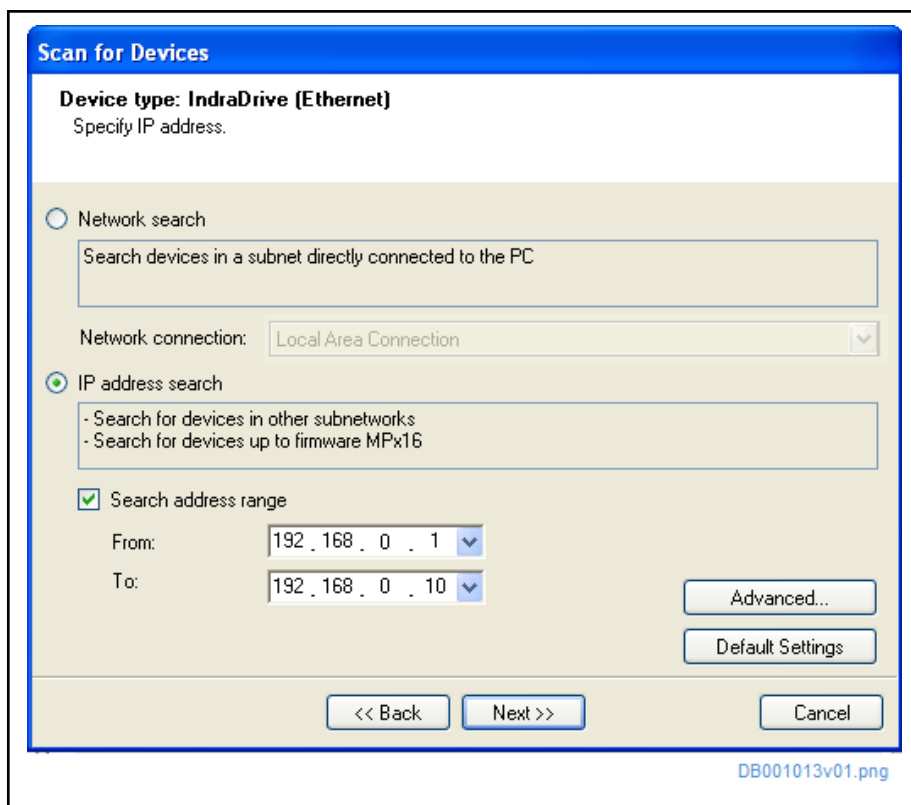 Scan for Devices
Device type: IndraDrive (Ethernet)
Specify IP address.
Network search
Search devices in a subnet directly connected to the PC
Network connection: Local Area Connection
IP address search
- Search for devices in other subnetworks
- Search for devices up to firmware MPx16
Search address range
From: 192 . 168 . 0 . 1
To: 192 . 168 . 0 . 10
Advanced...
Default Settings
<< Back Next >> Cancel
DB001013v01.png